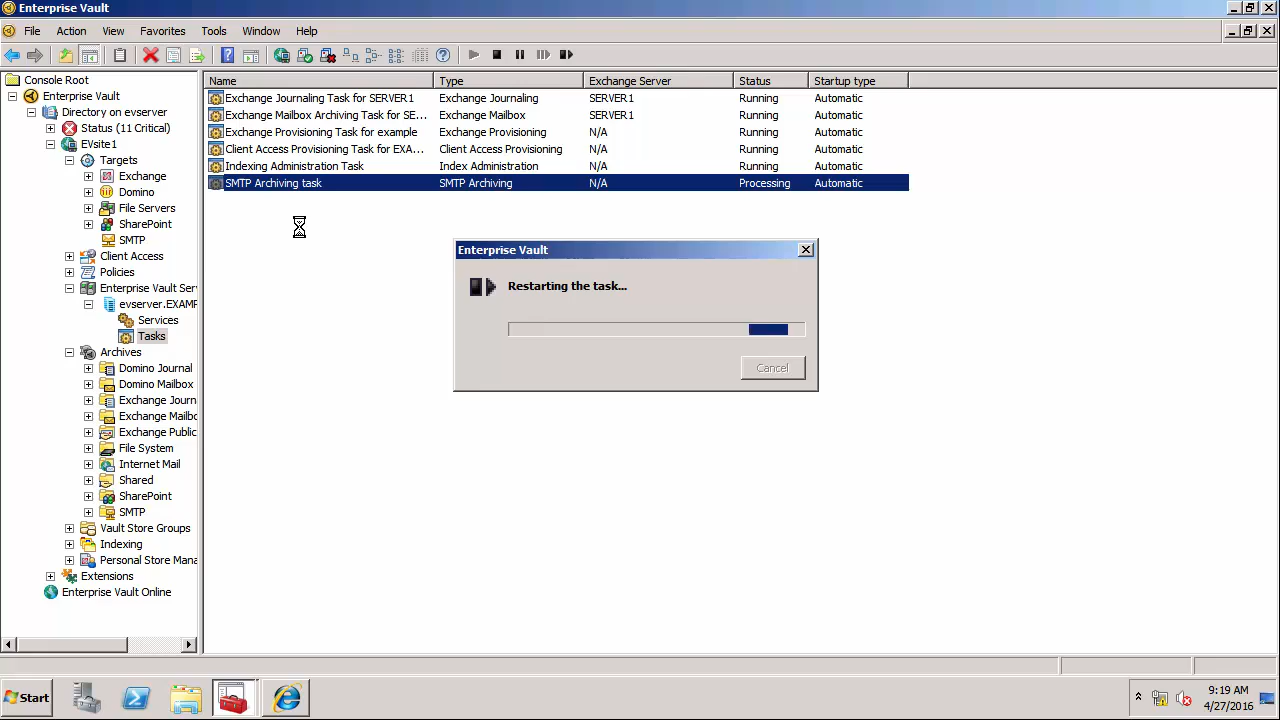 Enterprise Vault
File Action View Favorites Tools Window Help
Console Root
Enterprise Vault
Directory on evserver
Status (11 Critical)
EVsite1
Targets
Exchange
Domino
File Servers
SharePoint
SMTP
Client Access
Policies
Enterprise Vault Serv
evserver.EXAMP
Services
Tasks
Archives
Domino Journal
Domino Mailbox
Exchange Journ
Exchange Mailbo
Exchange Public
File System
Internet Mail
Shared
SharePoint
SMTP
Vault Store Groups
Indexing
Personal Store Mana
Extensions
Enterprise Vault Online
Name Type Exchange Server Status Startup type
Exchange Journaling Task for SERVER1 Exchange Journaling SERVER1 Running Automatic
Exchange Mailbox Archiving Task for SE... Exchange Mailbox SERVER1 Running Automatic
Exchange Provisioning Task for example Exchange Provisioning N/A Running Automatic
Client Access Provisioning Task for EXA... Client Access Provisioning N/A Running Automatic
Indexing Administration Task Index Administration N/A Running Automatic
SMTP Archiving task SMTP Archiving N/A Processing Automatic
Enterprise Vault
Restarting the task...
Cancel
Start
9:19 AM
4/27/2016